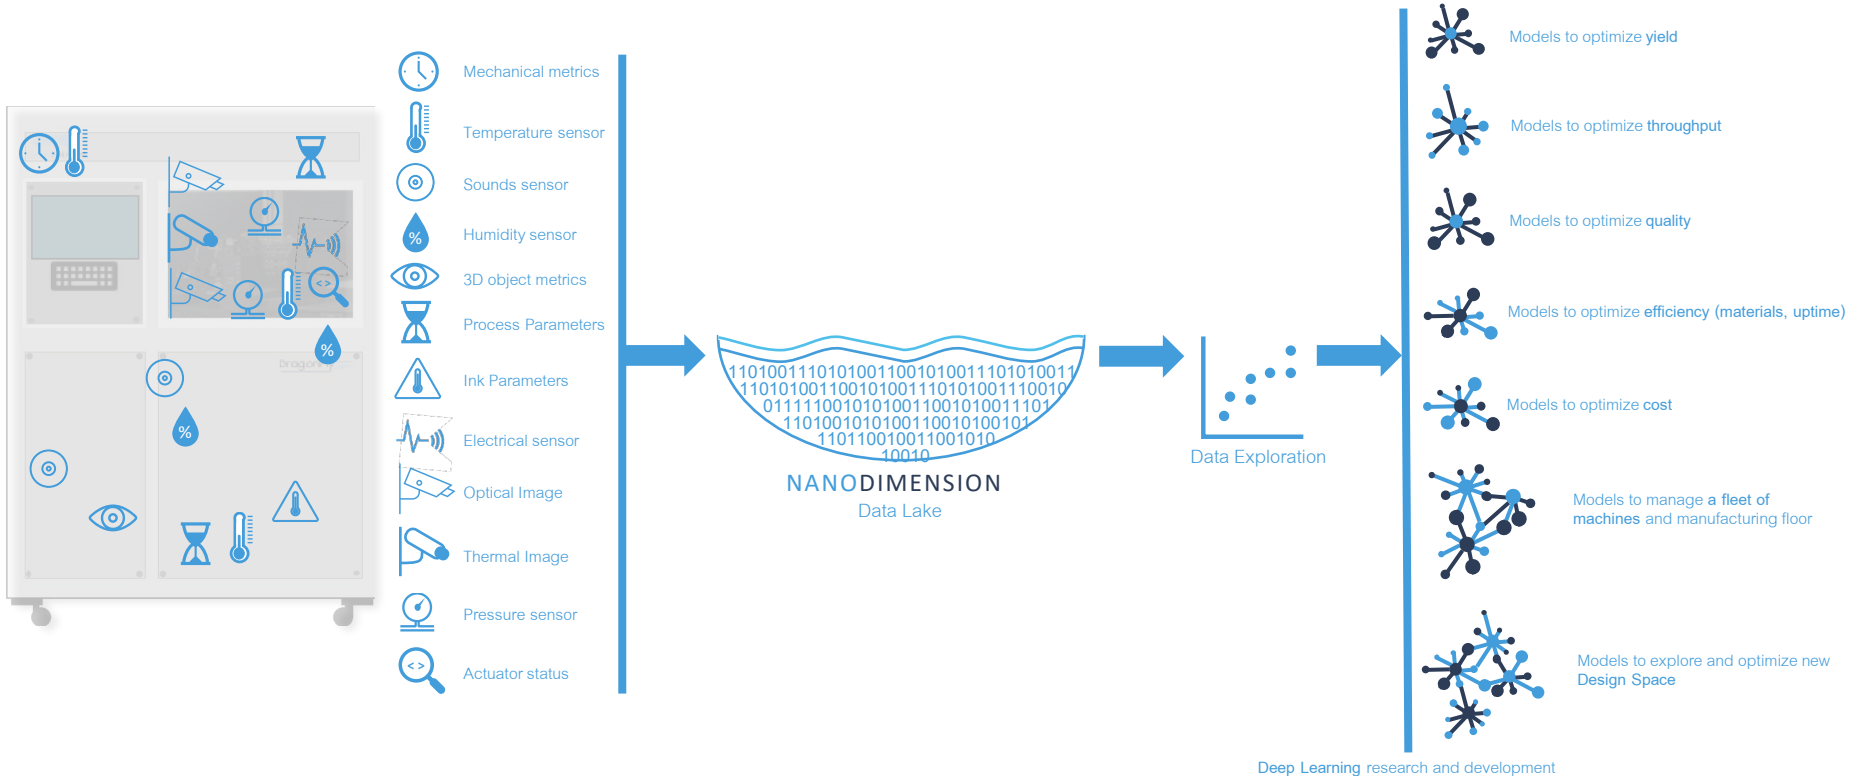 Mechanical metrics
Temperature sensor
Sounds sensor
%
Humidity sensor
3D object metrics
Process Parameters
Ink Parameters
Electrical sensor
Optical Image
Thermal Image
Pressure sensor
< >
Actuator status
< >
%
%
Dragonfly
11010011101010011001010011101010011
110101001100101001110101001110010
01111100101010011001010011101
1101001010100110010100101
110110010011001010
10010
NANODIMENSION
Data Lake
Data Exploration
Models to optimize yield
Models to optimize throughput
Models to optimize quality
Models to optimize efficiency (materials, uptime)
Models to optimize cost
Models to manage a fleet of
machines and manufacturing floor
Models to explore and optimize new
Design Space
Deep Learning research and development